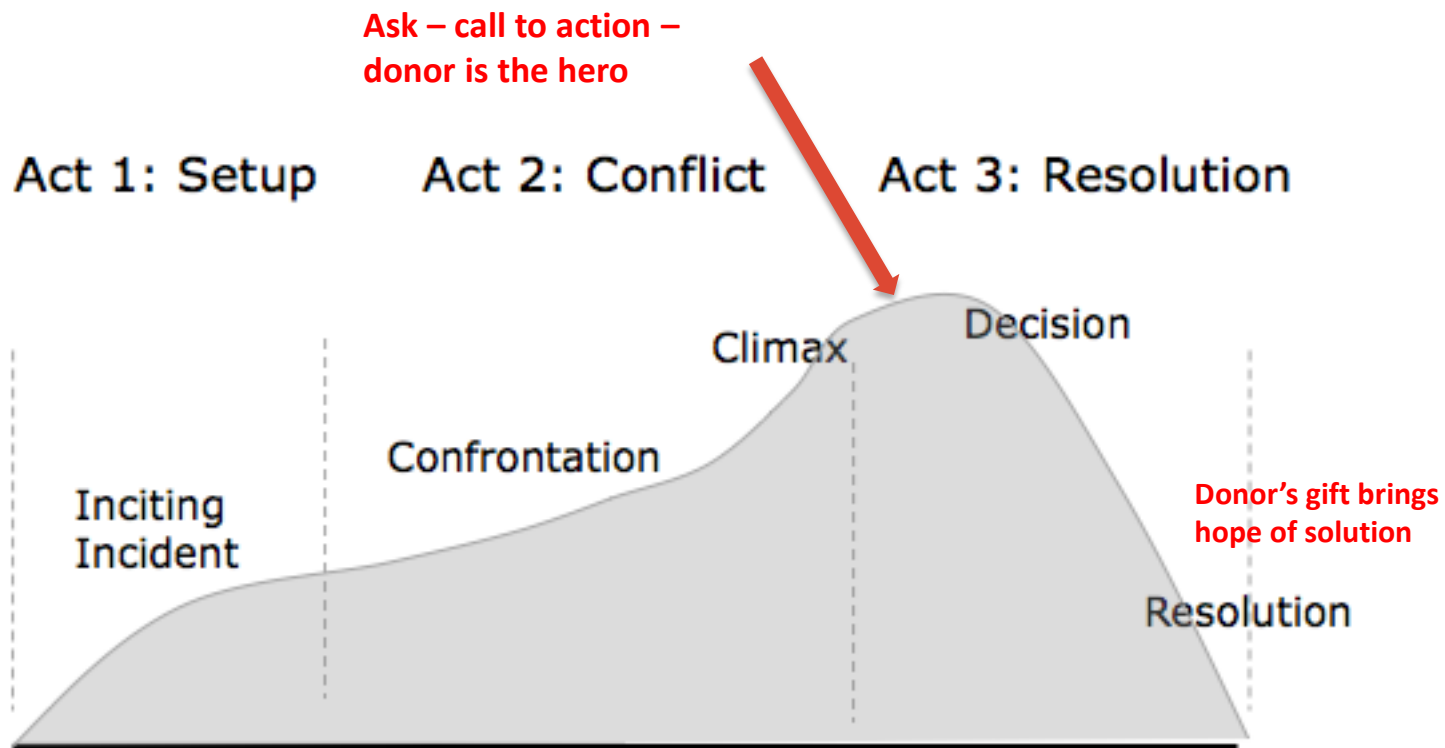 Ask – call to action –
donor is the hero
Act 1: Setup
Act 2: Conflict
Act 3: Resolution
Climax
Decision
Confrontation
Inciting
Incident
Donor’s gift brings
hope of solution
Resolution